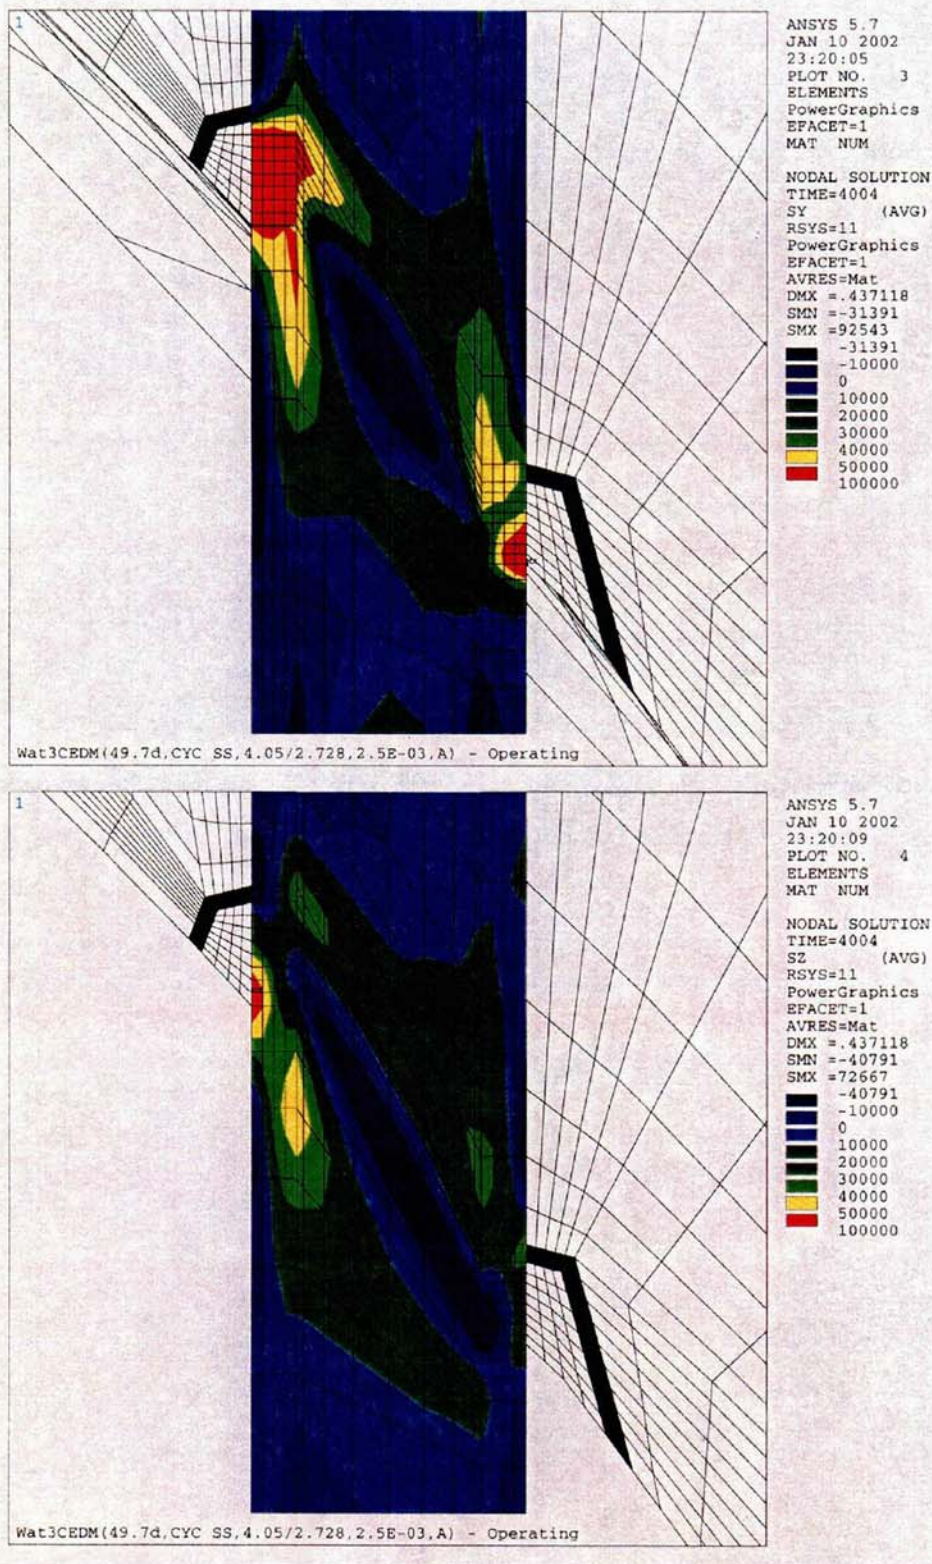 1
ANSYS 5.7
JAN 10 2002
23:20:05
PLOT NO. 3
ELEMENTS
PowerGraphics
EFACET=1
MAT NUM
NODAL SOLUTION
TIME=4004
SY (AVG)
RSYS=11
PowerGraphics
EFACET=1
AVRES=Mat
DMX =.437118
SMN =-31391
SMX =92543
-31391
-10000
0
10000
20000
30000
40000
50000
100000
Wat3CEDM(49.7d,CYC SS,4.05/2.728,2.5E-03,A) - Operating
1
ANSYS 5.7
JAN 10 2002
23:20:09
PLOT NO. 4
ELEMENTS
MAT NUM
NODAL SOLUTION
TIME=4004
SZ (AVG)
RSYS=11
PowerGraphics
EFACET=1
AVRES=Mat
DMX =.437118
SMN =-40791
SMX =72667
-40791
-10000
0
10000
20000
30000
40000
50000
100000
Wat3CEDM(49.7d,CYC SS,4.05/2.728,2.5E-03,A) - Operating